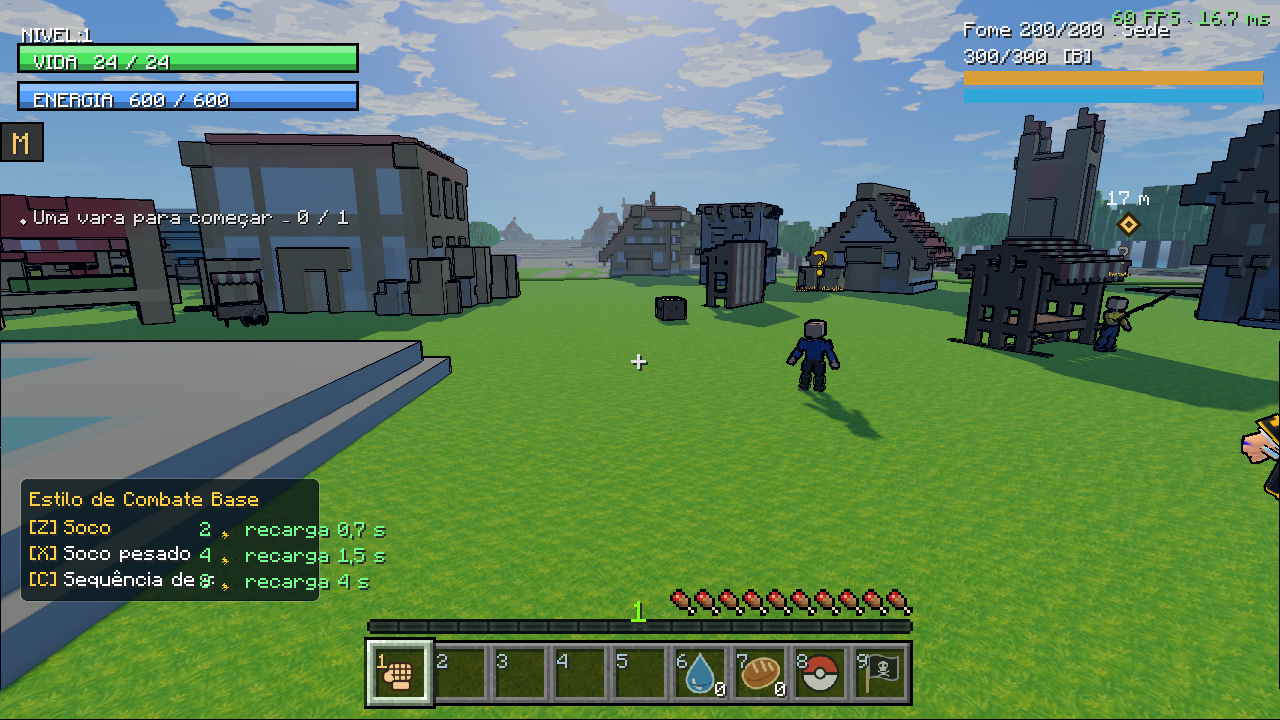 NIVEL:1
VIDA 24 / 24
ENERGIA 600 / 600
60 FPS · 16.7 ms
Fome 200/200 · Sede
300/300 [B]
M
Uma vara para começar - 0 / 1
17 m
?
Estilo de Combate Base
[Z] Soco 2 recarga 0,7 s
[X] Soco pesado 4 recarga 1,5 s
[C] Sequência de recarga 4 s
1
1 2 3 4 5 6 7 8 9
0 0